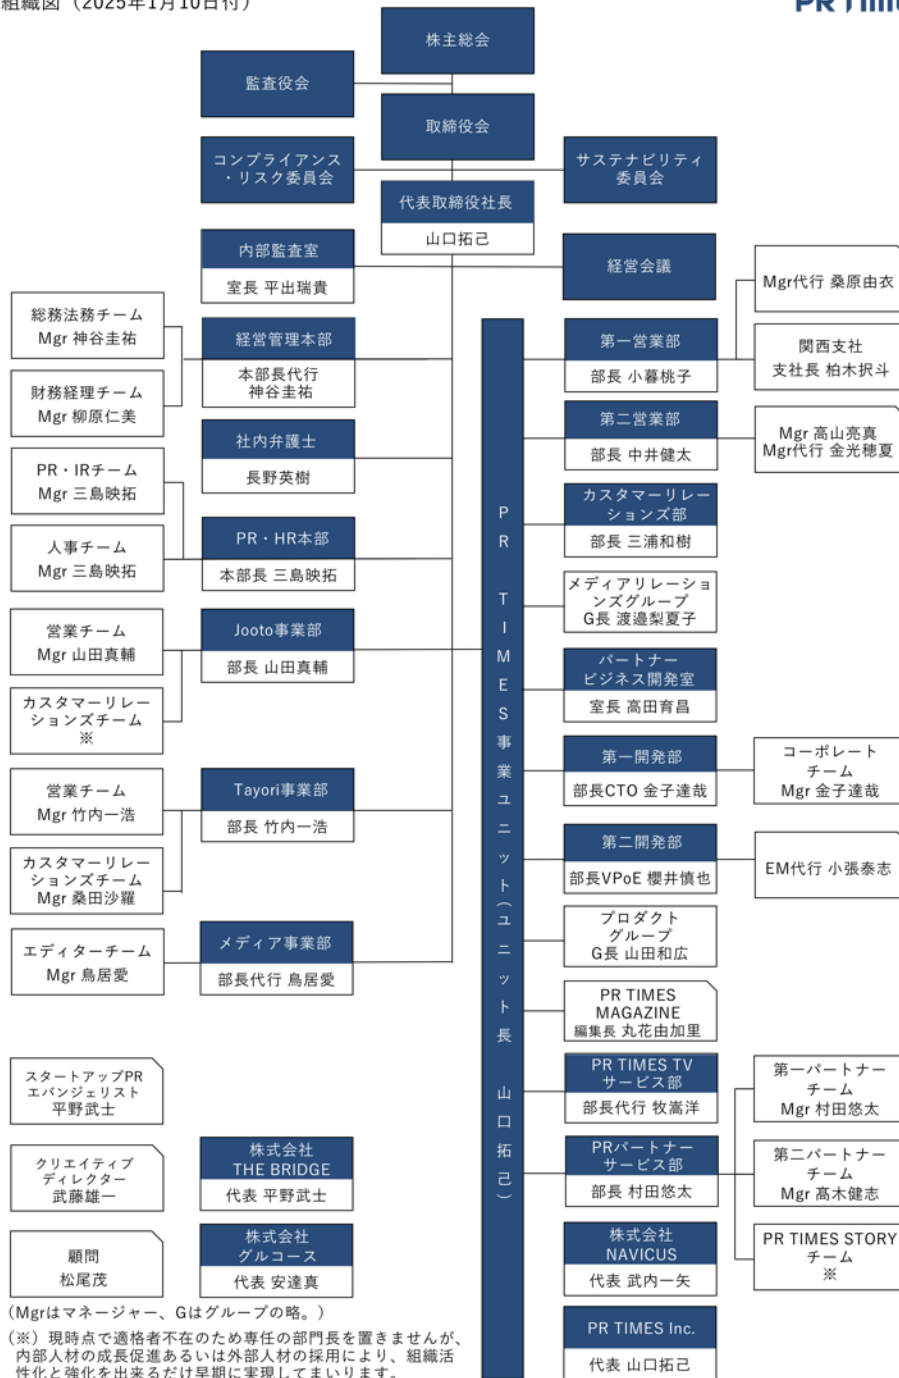 組織図（2025年1月10日付）
PR TIMES
株主総会
監査役会
取締役会
コンプライアンス
・リスク委員会
サステナビリティ
委員会
代表取締役社長
山口拓己
内部監査室
室長 平出瑞貴
経営会議
総務法務チーム
Mgr 神谷圭祐
財務経理チーム
Mgr 柳原仁美
経営管理本部
本部長代行
神谷圭祐
社内弁護士
長野英樹
PR・IRチーム
Mgr 三島映拓
人事チーム
Mgr 三島映拓
PR・HR本部
本部長 三島映拓
営業チーム
Mgr 山田真輔
カスタマーリレー
ションズチーム
※
Jooto事業部
部長 山田真輔
営業チーム
Mgr 竹内一浩
カスタマーリレー
ションズチーム
Mgr 桑田沙羅
Tayori事業部
部長 竹内一浩
エディターチーム
Mgr 鳥居愛
メディア事業部
部長代行 鳥居愛
スタートアップPR
エバンジェリスト
平野武士
クリエイティブ
ディレクター
武藤雄一
顧問
松尾茂
株式会社
THE BRIDGE
代表 平野武士
株式会社
グルコース
代表 安達真
PR TIMES事業ユニット（ユニット長 山口拓己）
第一営業部
部長 小暮桃子
Mgr代行 桑原由衣
関西支社
支社長 柏木択斗
第二営業部
部長 中井健太
Mgr 高山亮真
Mgr代行 金光穂夏
カスタマーリレー
ションズ部
部長 三浦和樹
メディアリレーショ
ンズグループ
G長 渡邉梨夏子
パートナー
ビジネス開発室
室長 高田育昌
第一開発部
部長CTO 金子達哉
コーポレート
チーム
Mgr 金子達哉
第二開発部
部長VPoE 櫻井慎也
EM代行 小張泰志
プロダクト
グループ
G長 山田和広
PR TIMES
MAGAZINE
編集長 丸花由加里
PR TIMES TV
サービス部
部長代行 牧嵩洋
PRパートナー
サービス部
部長 村田悠太
第一パートナー
チーム
Mgr 村田悠太
第二パートナー
チーム
Mgr 髙木健志
PR TIMES STORY
チーム
※
株式会社
NAVICUS
代表 武内一矢
PR TIMES Inc.
代表 山口拓己
(Mgrはマネージャー、Gはグループの略。)
(※) 現時点で適格者不在のため専任の部門長を置きませんが、
内部人材の成長促進あるいは外部人材の採用により、組織活
性化と強化を出来るだけ早期に実現してまいります。